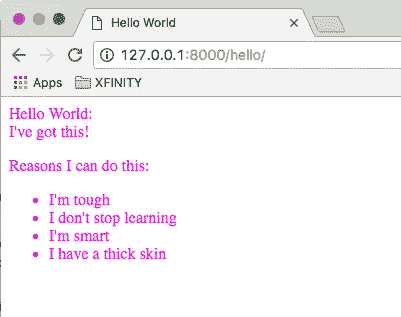 Hello World
127.0.0.1:8000/hello/
Apps XFINITY
Hello World:
I've got this!
Reasons I can do this:
I'm tough
I don't stop learning
I'm smart
I have a thick skin